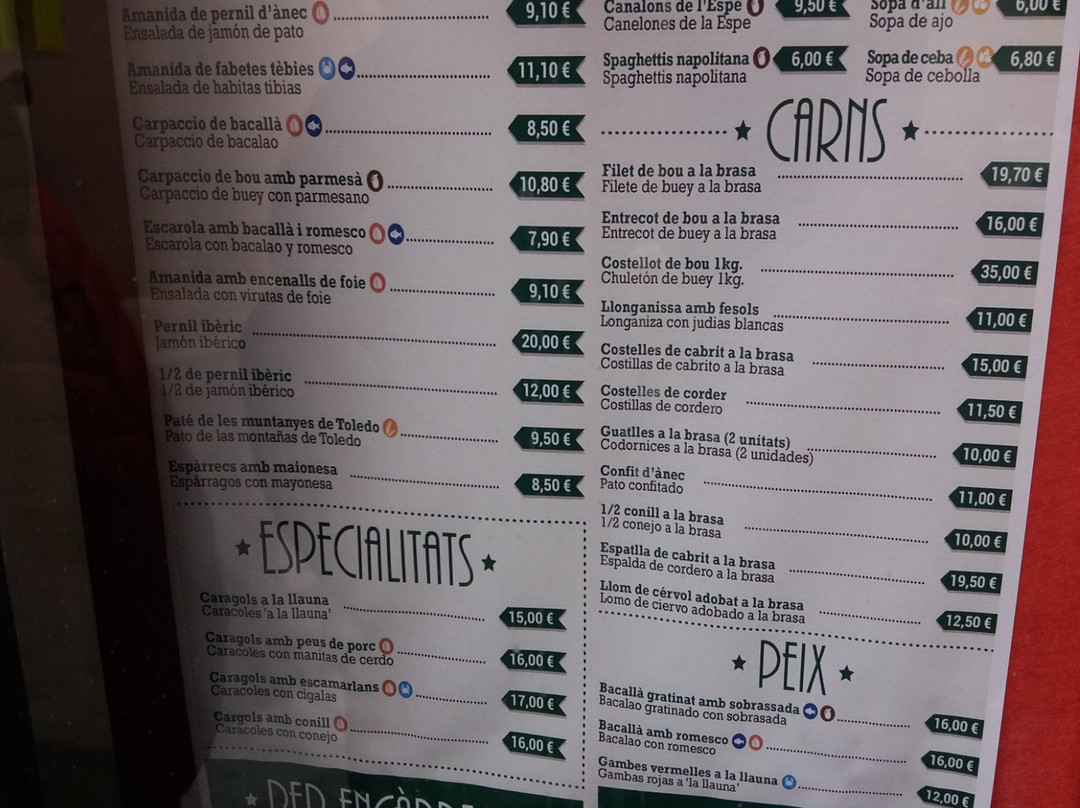 Amanida de pernil d'ànec 9,10 €
Ensalada de jamón de pato
Amanida de fabetes tèbies 11,10 €
Ensalada de habitas tibias
Carpaccio de bacallà 8,50 €
Carpaccio de bacalao
Carpaccio de bou amb parmesà 10,80 €
Carpaccio de buey con parmesano
Escarola amb bacallà i romesco 7,90 €
Escarola con bacalao y romesco
Amanida amb encenalls de foie 9,10 €
Ensalada con virutas de foie
Pernil ibèric 20,00 €
Jamón ibérico
1/2 de pernil ibèric 12,00 €
1/2 de jamón ibérico
Paté de les muntanyes de Toledo 9,50 €
Pato de las montañas de Toledo
Espàrrecs amb maionesa 8,50 €
Espárragos con mayonesa
ESPECIALITATS
Caragols a la llauna 15,00 €
Caracoles 'a la llauna'
Caragols amb peus de porc 16,00 €
Caracoles con manitas de cerdo
Caragols amb escamarlans 17,00 €
Caracoles con cigalas
Cargols amb conill 16,00 €
Caracoles con conejo
PER ENCÀRREC
Canalons de l'Espe 9,50 €
Canelones de la Espe
Spaghettis napolitana 6,00 €
Spaghettis napolitana
Sopa d'all 6,00 €
Sopa de ajo
Sopa de ceba 6,80 €
Sopa de cebolla
CARNS
Filet de bou a la brasa 19,70 €
Filete de buey a la brasa
Entrecot de bou a la brasa 16,00 €
Entrecot de buey a la brasa
Costellot de bou 1kg. 35,00 €
Chuletón de buey 1kg.
Llonganissa amb fesols 11,00 €
Longaniza con judias blancas
Costelles de cabrit a la brasa 15,00 €
Costillas de cabrito a la brasa
Costelles de corder 11,50 €
Costillas de cordero
Guatlles a la brasa (2 unitats) 10,00 €
Codornices a la brasa (2 unidades)
Confit d'ànec 11,00 €
Pato confitado
1/2 conill a la brasa 10,00 €
1/2 conejo a la brasa
Espatlla de cabrit a la brasa 19,50 €
Espalda de cordero a la brasa
Llom de cérvol adobat a la brasa 12,50 €
Lomo de ciervo adobado a la brasa
PEIX
Bacallà gratinat amb sobrassada 16,00 €
Bacalao gratinado con sobrasada
Bacallà amb romesco 16,00 €
Bacalao con romesco
Gambes vermelles a la llauna 12,00 €
Gambas rojas a 'la llauna'